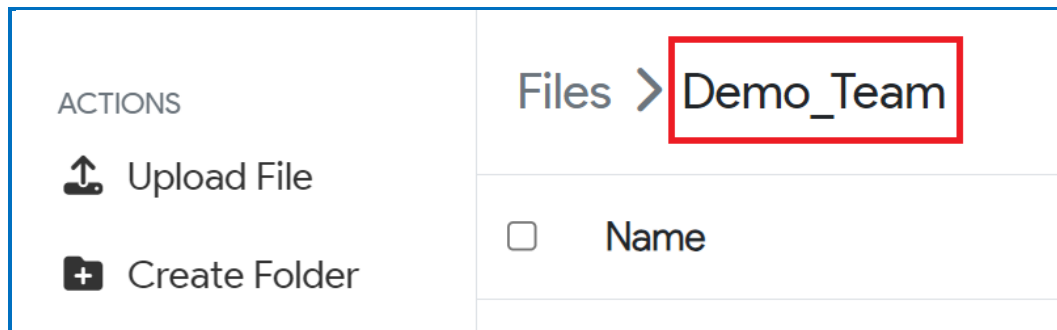 ACTIONS
Upload File
Create Folder
Files > Demo_Team
Name